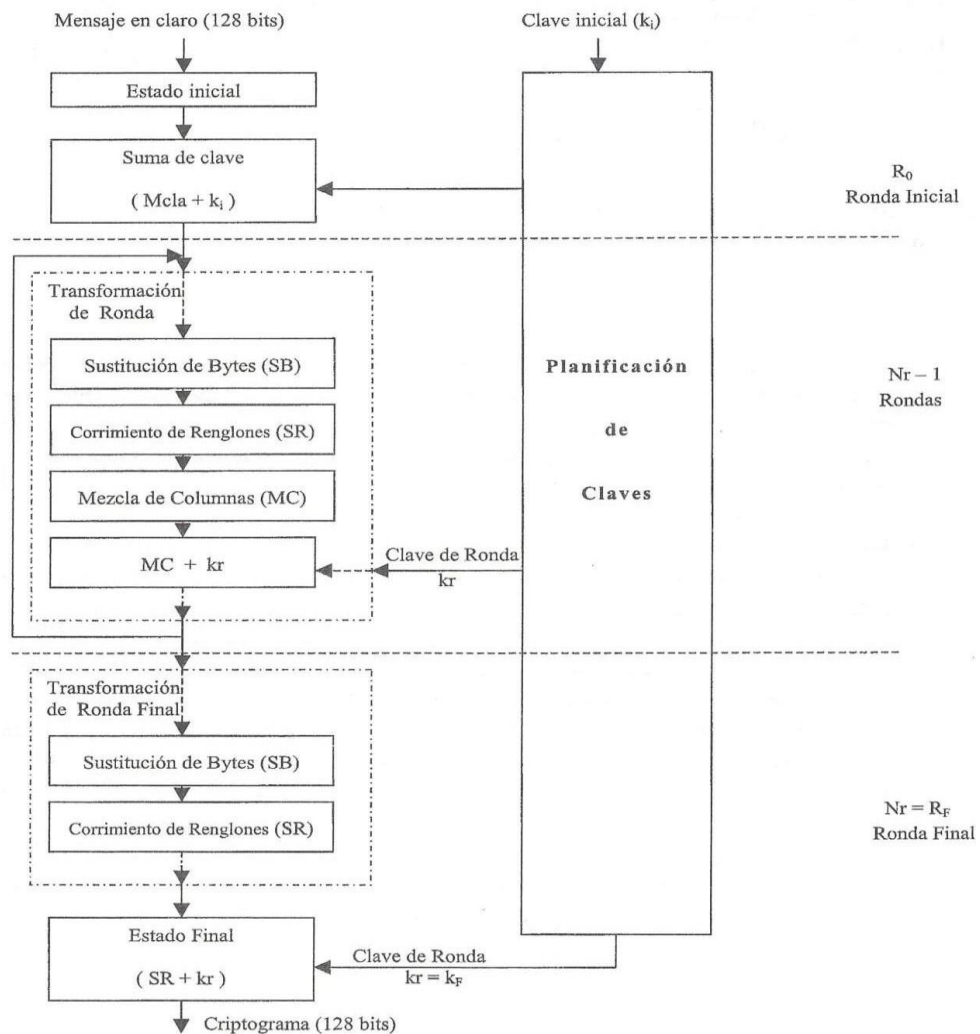 Mensaje en claro (128 bits)
Clave inicial (ki)
Estado inicial
Suma de clave
( Mcla + ki )
R0
Ronda Inicial
Transformación
de Ronda
Sustitución de Bytes (SB)
Corrimiento de Renglones (SR)
Mezcla de Columnas (MC)
MC + kr
Clave de Ronda
kr
Planificación
de
Claves
Nr – 1
Rondas
Transformación
de Ronda Final
Sustitución de Bytes (SB)
Corrimiento de Renglones (SR)
Nr = RF
Ronda Final
Estado Final
( SR + kr )
Clave de Ronda
kr = kF
Criptograma (128 bits)